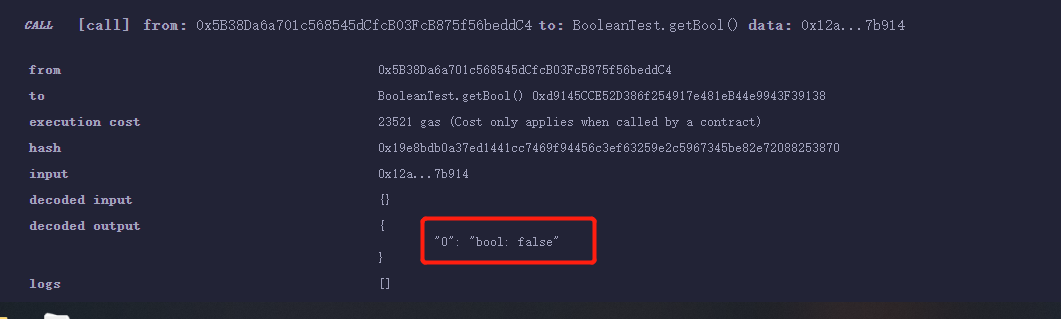 CALL [call] from: 0x5B38Da6a701c568545dCfcB03FcB875f56beddC4 to: BooleanTest.getBool() data: 0x12a...7b914
from 0x5B38Da6a701c568545dCfcB03FcB875f56beddC4
to BooleanTest.getBool() 0xd9145CCE52D386f254917e481eB44e9943F39138
execution cost 23521 gas (Cost only applies when called by a contract)
hash 0x19e8bdb0a37ed1441cc7469f94456c3ef63259e2c5967345be82e72088253870
input 0x12a...7b914
decoded input {}
decoded output {
"0": "bool: false"
}
logs []